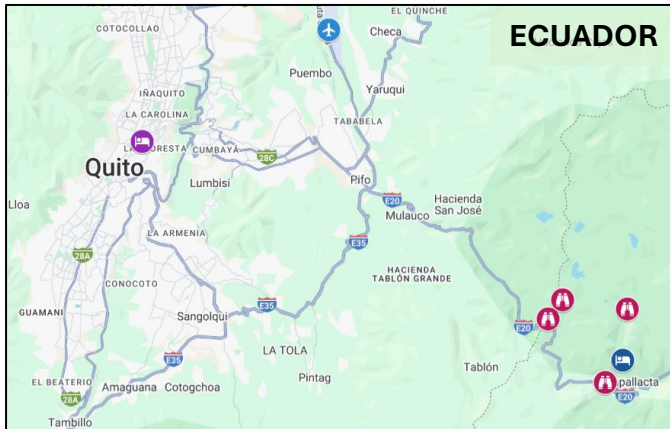 ECUADOR
EL QUINCHE
COTOCOLLAO
Checa
Puembo
IÑAQUITO
Yaruqui
LA CAROLINA
TABABELA
CUMBAYÁ
28C
Quito
Lumbisi
Pifo
E20
Hacienda
San José
Mulauco
Lloa
LA ARMENIA
E35
28A
HACIENDA
TABLÓN GRANDE
CONOCOTO
GUAMANI
Sangolqui
E35
E20
LA TOLA
Tablón
E35
EL BEATERIO
Amaguana
Cotogchoa
Pintag
pallacta
28A
E20
Tambillo